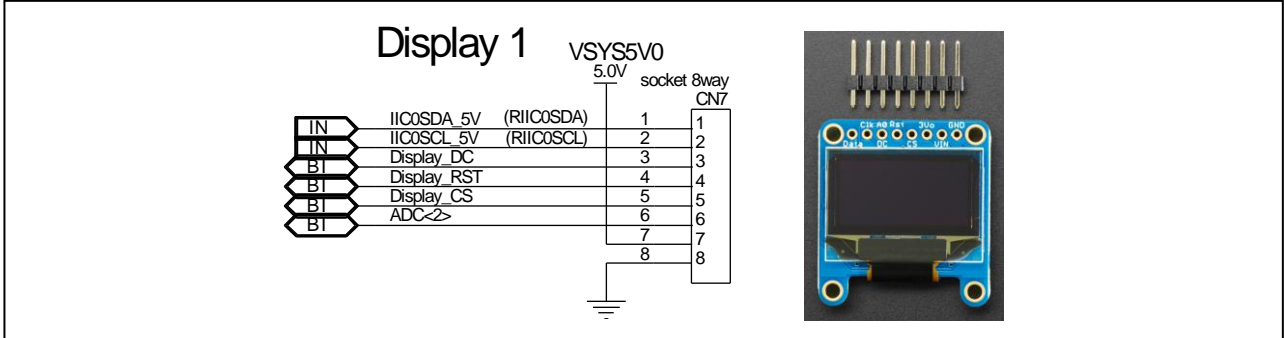 Display 1
VSYS5V0
5.0V
socket 8way
CN7
IN IIC0SDA_5V (RIIC0SDA) 1 1
IN IIC0SCL_5V (RIIC0SCL) 2 2
BI Display_DC 3 3
BI Display_RST 4 4
BI Display_CS 5 5
BI ADC<2> 6 6
7 7
8 8
Clk A0 Rst 3Vo GND
Data DC CS VIN